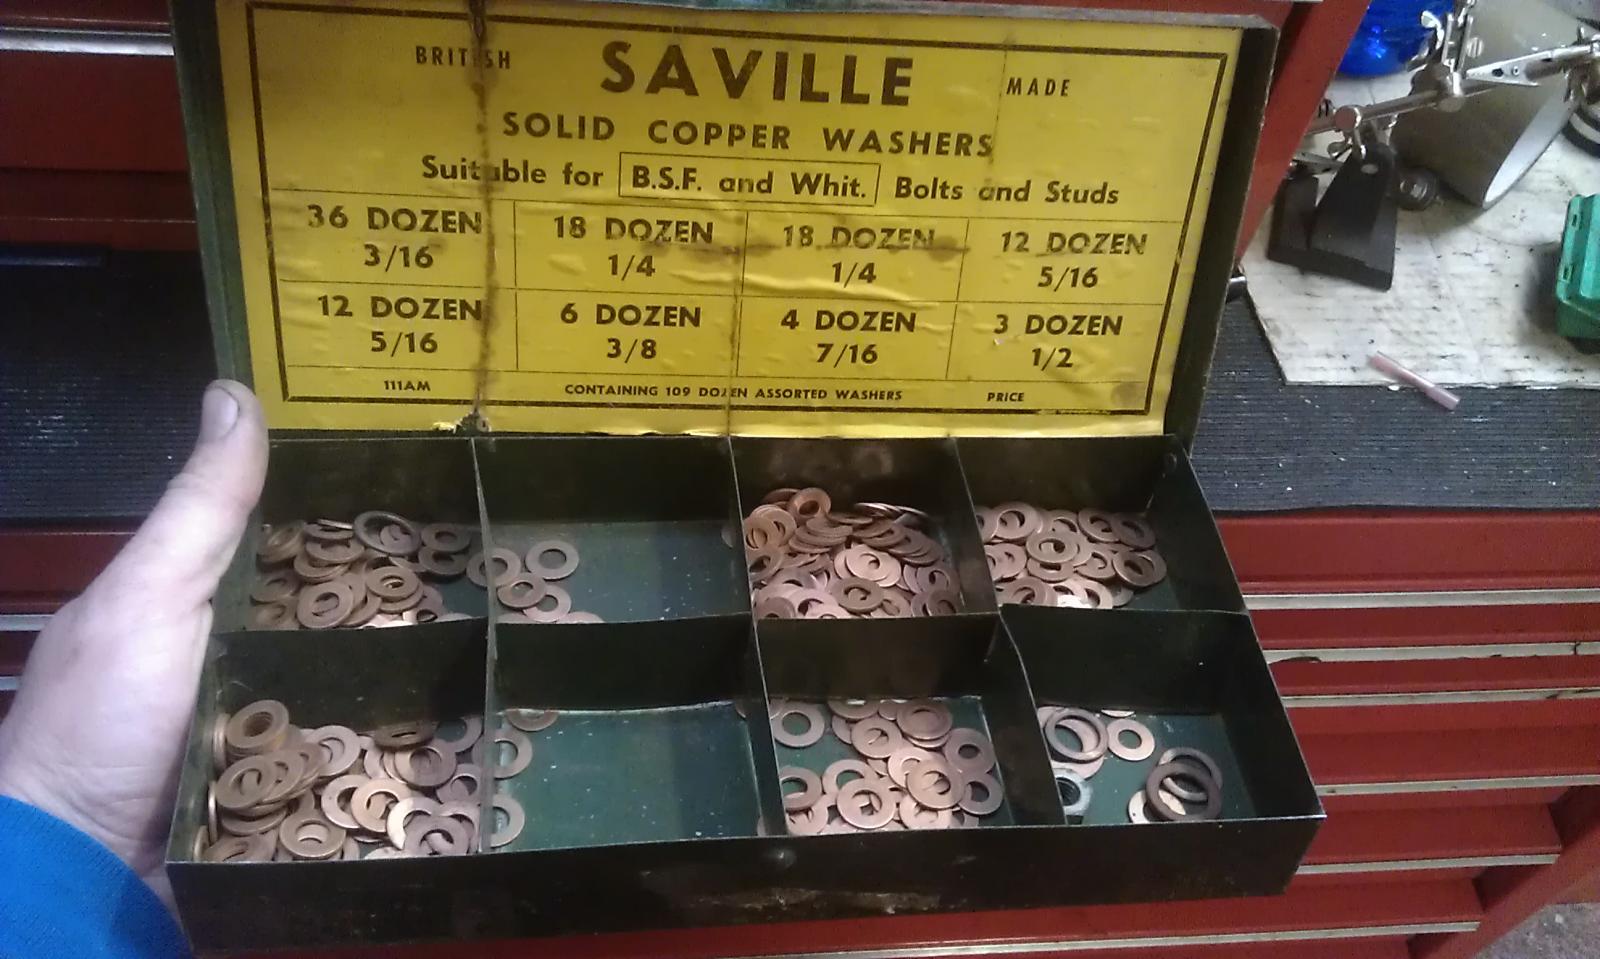 BRITISH SAVILLE MADE
SOLID COPPER WASHERS
Suitable for B.S.F. and Whit. Bolts and Studs
36 DOZEN 18 DOZEN 18 DOZEN 12 DOZEN
3/16 1/4 1/4 5/16
12 DOZEN 6 DOZEN 4 DOZEN 3 DOZEN
5/16 3/8 7/16 1/2
111AM CONTAINING 109 DOZEN ASSORTED WASHERS PRICE